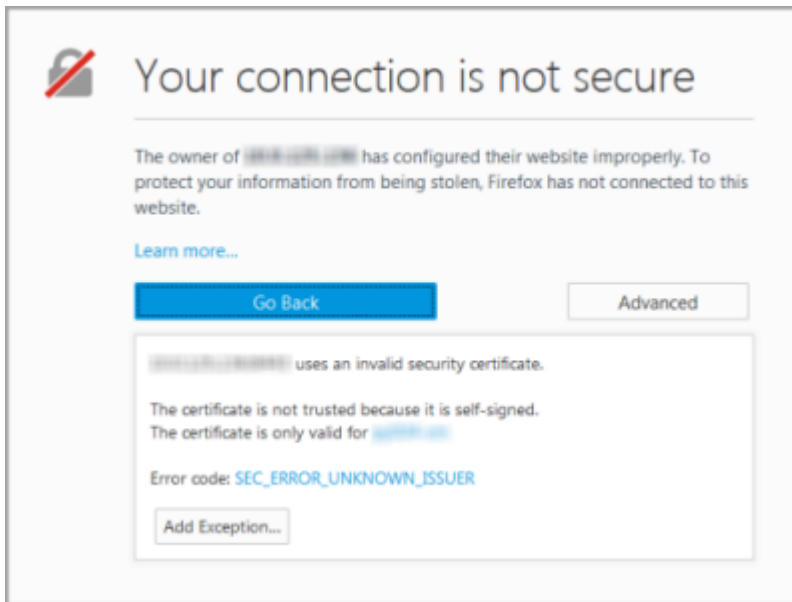 Your connection is not secure
The owner of has configured their website improperly. To
protect your information from being stolen, Firefox has not connected to this
website.
Learn more...
Go Back
Advanced
uses an invalid security certificate.
The certificate is not trusted because it is self-signed.
The certificate is only valid for
Error code: SEC_ERROR_UNKNOWN_ISSUER
Add Exception...